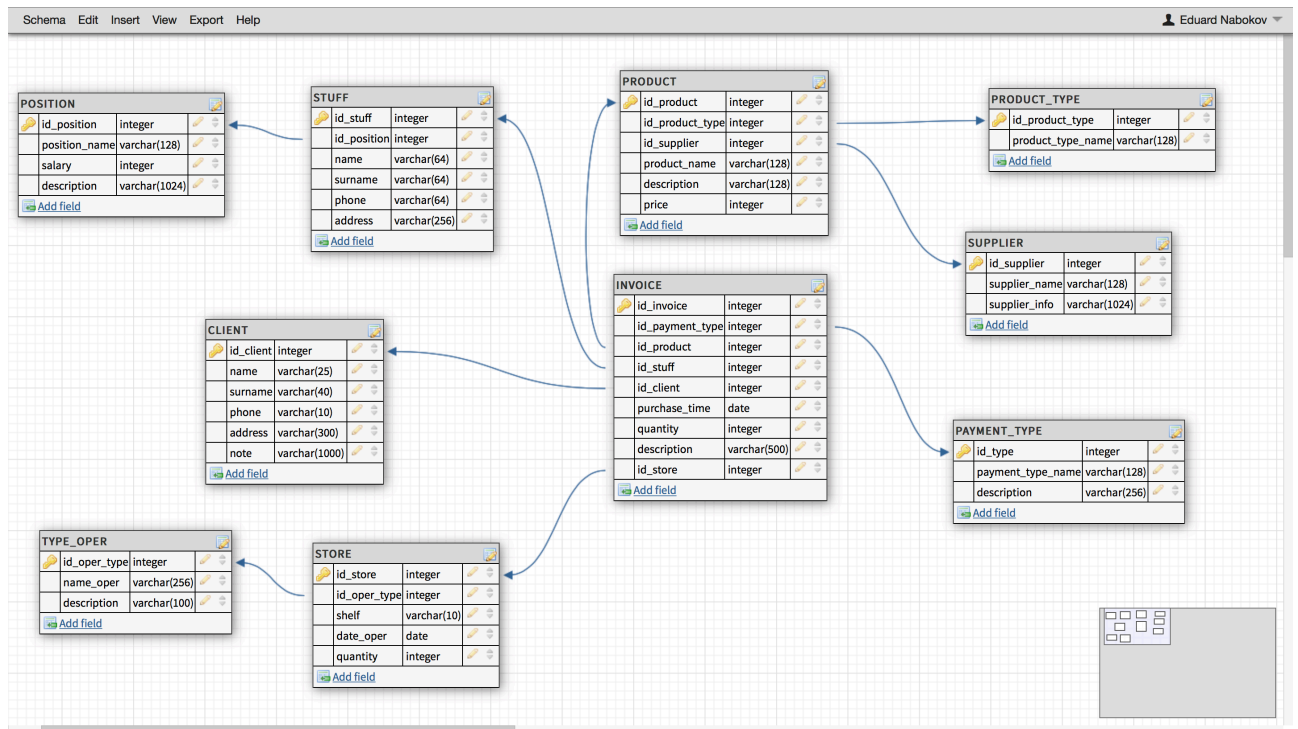 Schema Edit Insert View Export Help
Eduard Nabokov
POSITION
id_position integer
position_name varchar(128)
salary integer
description varchar(1024)
Add field
STUFF
id_stuff integer
id_position integer
name varchar(64)
surname varchar(64)
phone varchar(64)
address varchar(256)
Add field
PRODUCT
id_product integer
id_product_type integer
id_supplier integer
product_name varchar(128)
description varchar(128)
price integer
Add field
PRODUCT_TYPE
id_product_type integer
product_type_name varchar(128)
Add field
SUPPLIER
id_supplier integer
supplier_name varchar(128)
supplier_info varchar(1024)
Add field
INVOICE
id_invoice integer
id_payment_type integer
id_product integer
id_stuff integer
id_client integer
purchase_time date
quantity integer
description varchar(500)
id_store integer
Add field
CLIENT
id_client integer
name varchar(25)
surname varchar(40)
phone varchar(10)
address varchar(300)
note varchar(1000)
Add field
PAYMENT_TYPE
id_type integer
payment_type_name varchar(128)
description varchar(256)
Add field
TYPE_OPER
id_oper_type integer
name_oper varchar(256)
description varchar(100)
Add field
STORE
id_store integer
id_oper_type integer
shelf varchar(10)
date_oper date
quantity integer
Add field